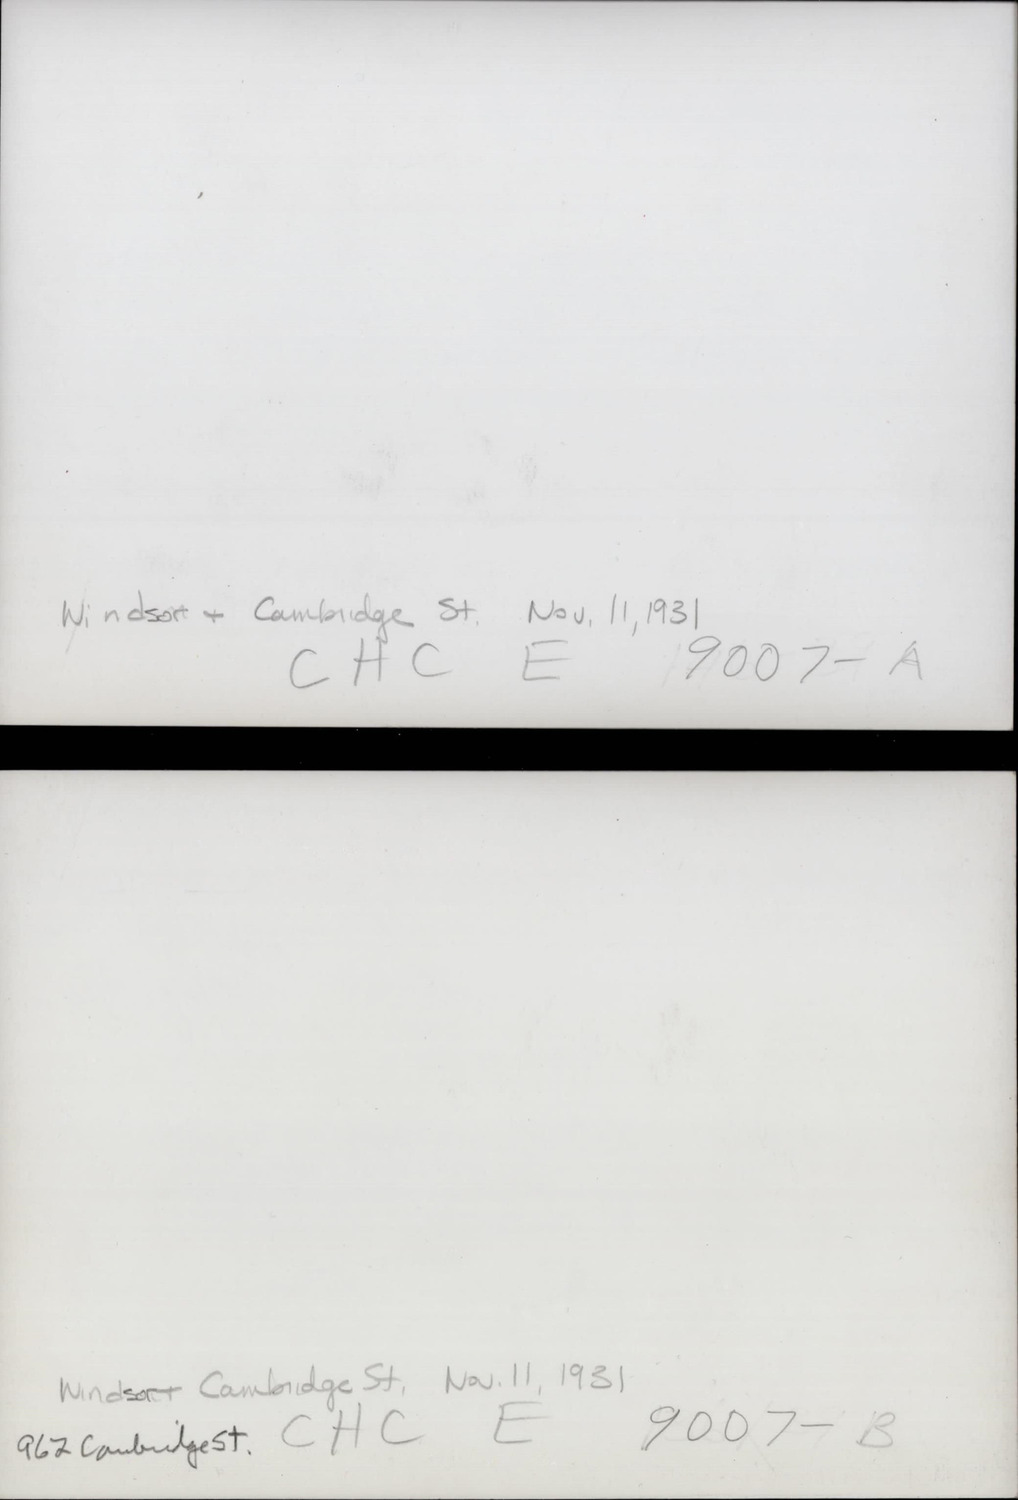 Windsor + Cambridge St. Nov. 11, 1931
CHC E 9007-A
Windsor + Cambridge St. Nov. 11, 1931
962 Cambridge St. CHC E 9007-B